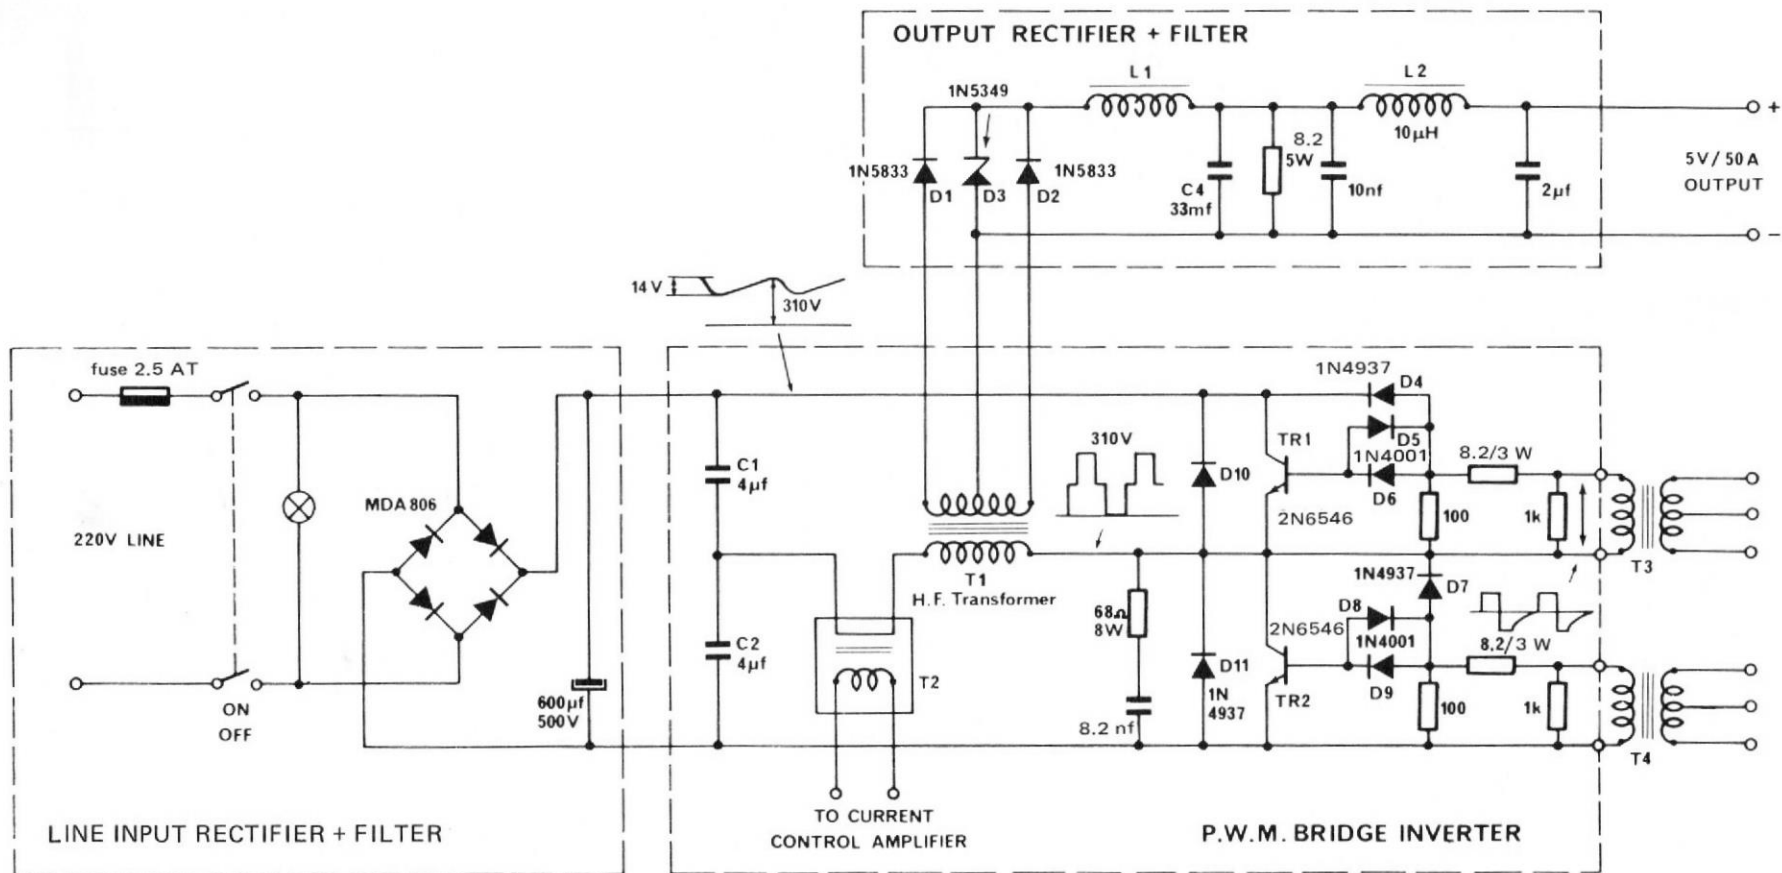 OUTPUT RECTIFIER + FILTER
L1
L2
1N5349
10µH
1N5833
D1
D3
1N5833
D2
C4
33mf
8.2
5W
10nf
2µf
+
5V/50A
OUTPUT
−
14V
310V
fuse 2.5 AT
220V LINE
MDA806
ON
OFF
600µf
500V
LINE INPUT RECTIFIER + FILTER
C1
4µf
C2
4µf
T1
H.F. Transformer
T2
TO CURRENT
CONTROL AMPLIFIER
310V
68Ω
8W
8.2 nf
D10
D11
1N
4937
TR1
2N6546
2N6546
TR2
1N4937
D4
D5
1N4001
D6
8.2/3 W
100
1k
T3
1N4937
D7
D8
1N4001
D9
8,2/3 W
100
1k
T4
P.W.M. BRIDGE INVERTER